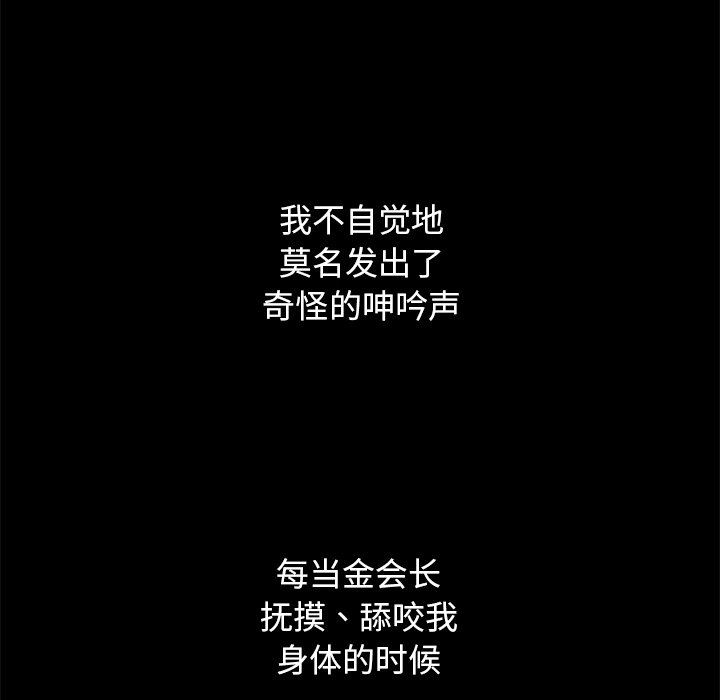 我不自觉地
莫名发出了
奇怪的呻吟声
每当金会长
抚摸、舔咬我
身体的时候